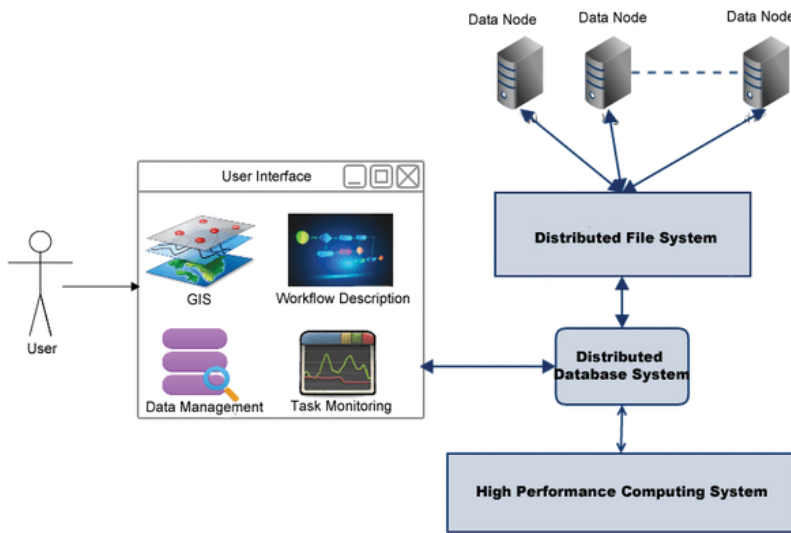 Data Node
Data Node
Data Node
User Interface
Distributed File System
GIS
Workflow Description
User
Distributed
Database System
Data Management
Task Monitoring
High Performance Computing System